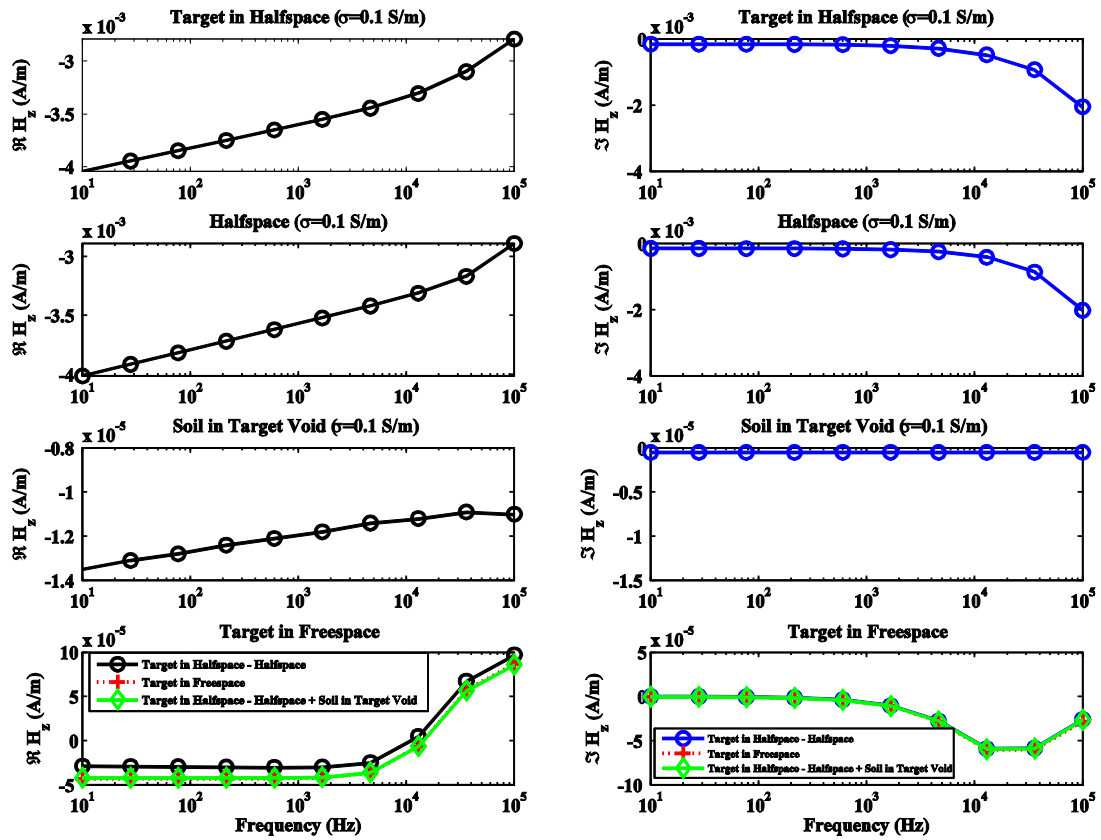 Target in Halfspace (σ=0.1 S/m)
x 10⁻³
-3
-3.5
-4
ℜ H_z (A/m)
10¹ 10² 10³ 10⁴ 10⁵
Target in Halfspace (σ=0.1 S/m)
x 10⁻³
0
-2
-4
ℑ H_z (A/m)
10¹ 10² 10³ 10⁴ 10⁵
Halfspace (σ=0.1 S/m)
x 10⁻³
-3
-3.5
-4
ℜ H_z (A/m)
10¹ 10² 10³ 10⁴ 10⁵
Halfspace (σ=0.1 S/m)
x 10⁻³
0
-2
-4
ℑ H_z (A/m)
10¹ 10² 10³ 10⁴ 10⁵
Soil in Target Void (σ=0.1 S/m)
x 10⁻⁵
-0.8
-1
-1.2
-1.4
ℜ H_z (A/m)
10¹ 10² 10³ 10⁴ 10⁵
Soil in Target Void (σ=0.1 S/m)
x 10⁻⁵
0
-0.5
-1
-1.5
ℑ H_z (A/m)
10¹ 10² 10³ 10⁴ 10⁵
Target in Freespace
x 10⁻⁵
10
5
0
-5
ℜ H_z (A/m)
Target in Halfspace - Halfspace
Target in Freespace
Target in Halfspace - Halfspace + Soil in Target Void
10¹ 10² 10³ 10⁴ 10⁵
Frequency (Hz)
Target in Freespace
x 10⁻⁵
5
0
-5
-10
ℑ H_z (A/m)
Target in Halfspace - Halfspace
Target in Freespace
Target in Halfspace - Halfspace + Soil in Target Void
10¹ 10² 10³ 10⁴ 10⁵
Frequency (Hz)